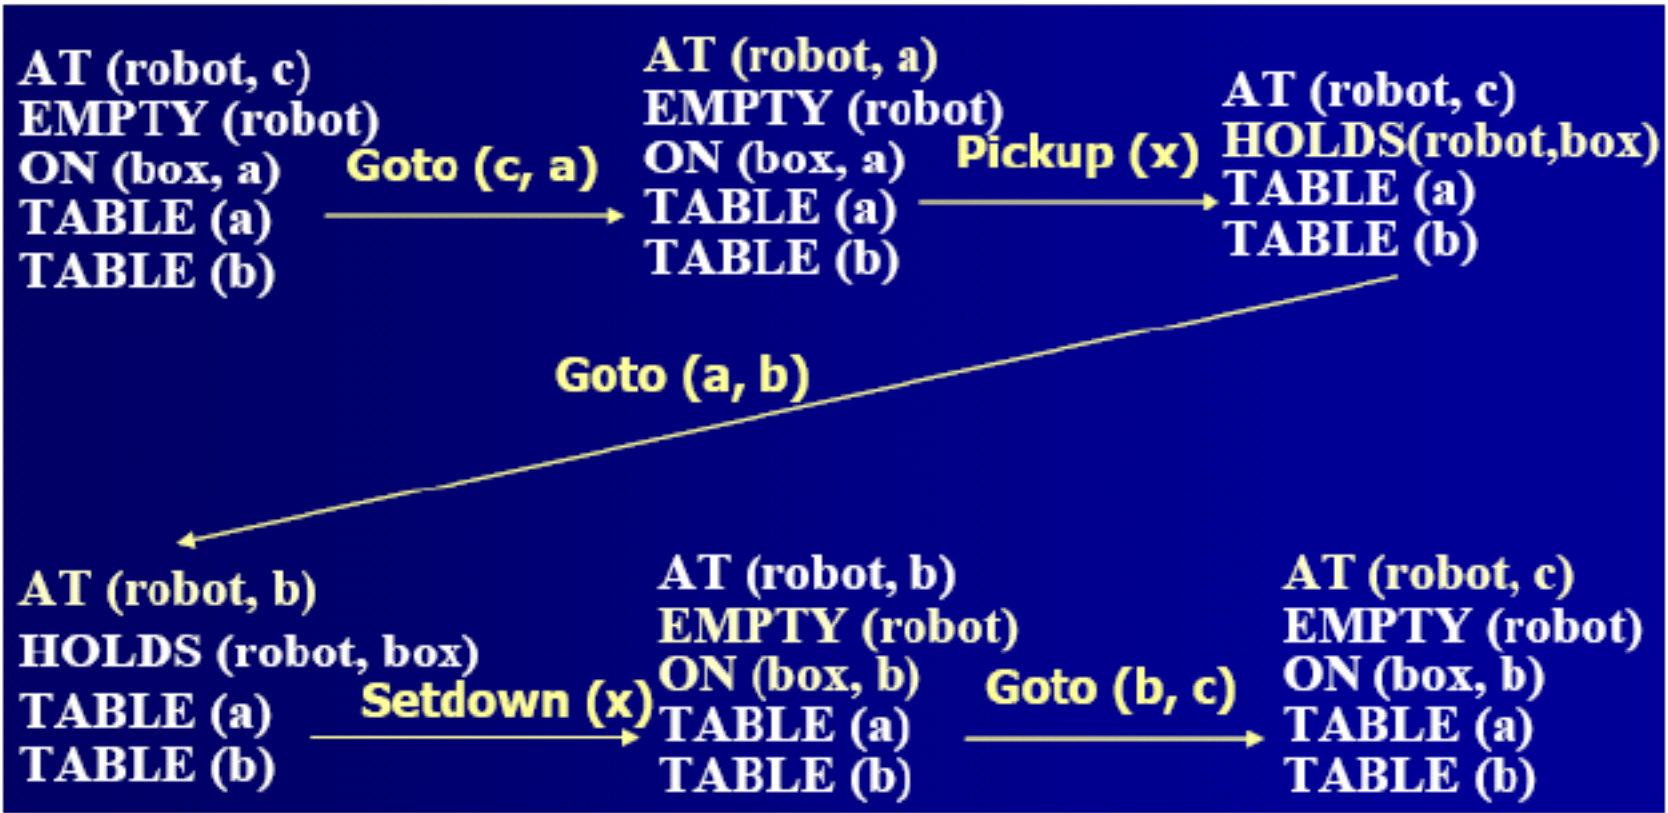 AT (robot, c)
EMPTY (robot)
ON (box, a)
TABLE (a)
TABLE (b)
Goto (c, a)
AT (robot, a)
EMPTY (robot)
ON (box, a)
TABLE (a)
TABLE (b)
Pickup (x)
AT (robot, c)
HOLDS(robot,box)
TABLE (a)
TABLE (b)
Goto (a, b)
AT (robot, b)
HOLDS (robot, box)
TABLE (a)
TABLE (b)
Setdown (x)
AT (robot, b)
EMPTY (robot)
ON (box, b)
TABLE (a)
TABLE (b)
Goto (b, c)
AT (robot, c)
EMPTY (robot)
ON (box, b)
TABLE (a)
TABLE (b)